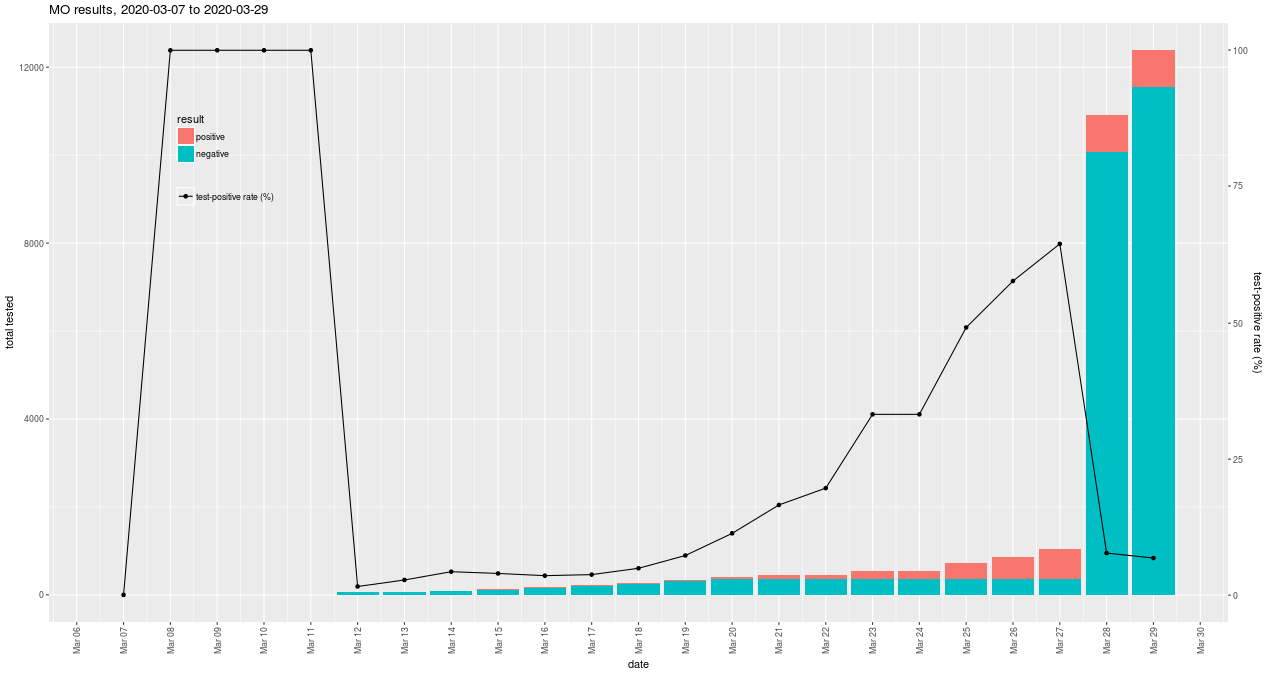 MO results, 2020-03-07 to 2020-03-29
total tested
12000
8000
4000
0
result
positive
negative
test-positive rate (%)
100
75
50
25
0
test-positive rate (%)
Mar 06
Mar 07
Mar 08
Mar 09
Mar 10
Mar 11
Mar 12
Mar 13
Mar 14
Mar 15
Mar 16
Mar 17
Mar 18
Mar 19
Mar 20
Mar 21
Mar 22
Mar 23
Mar 24
Mar 25
Mar 26
Mar 27
Mar 28
Mar 29
Mar 30
date